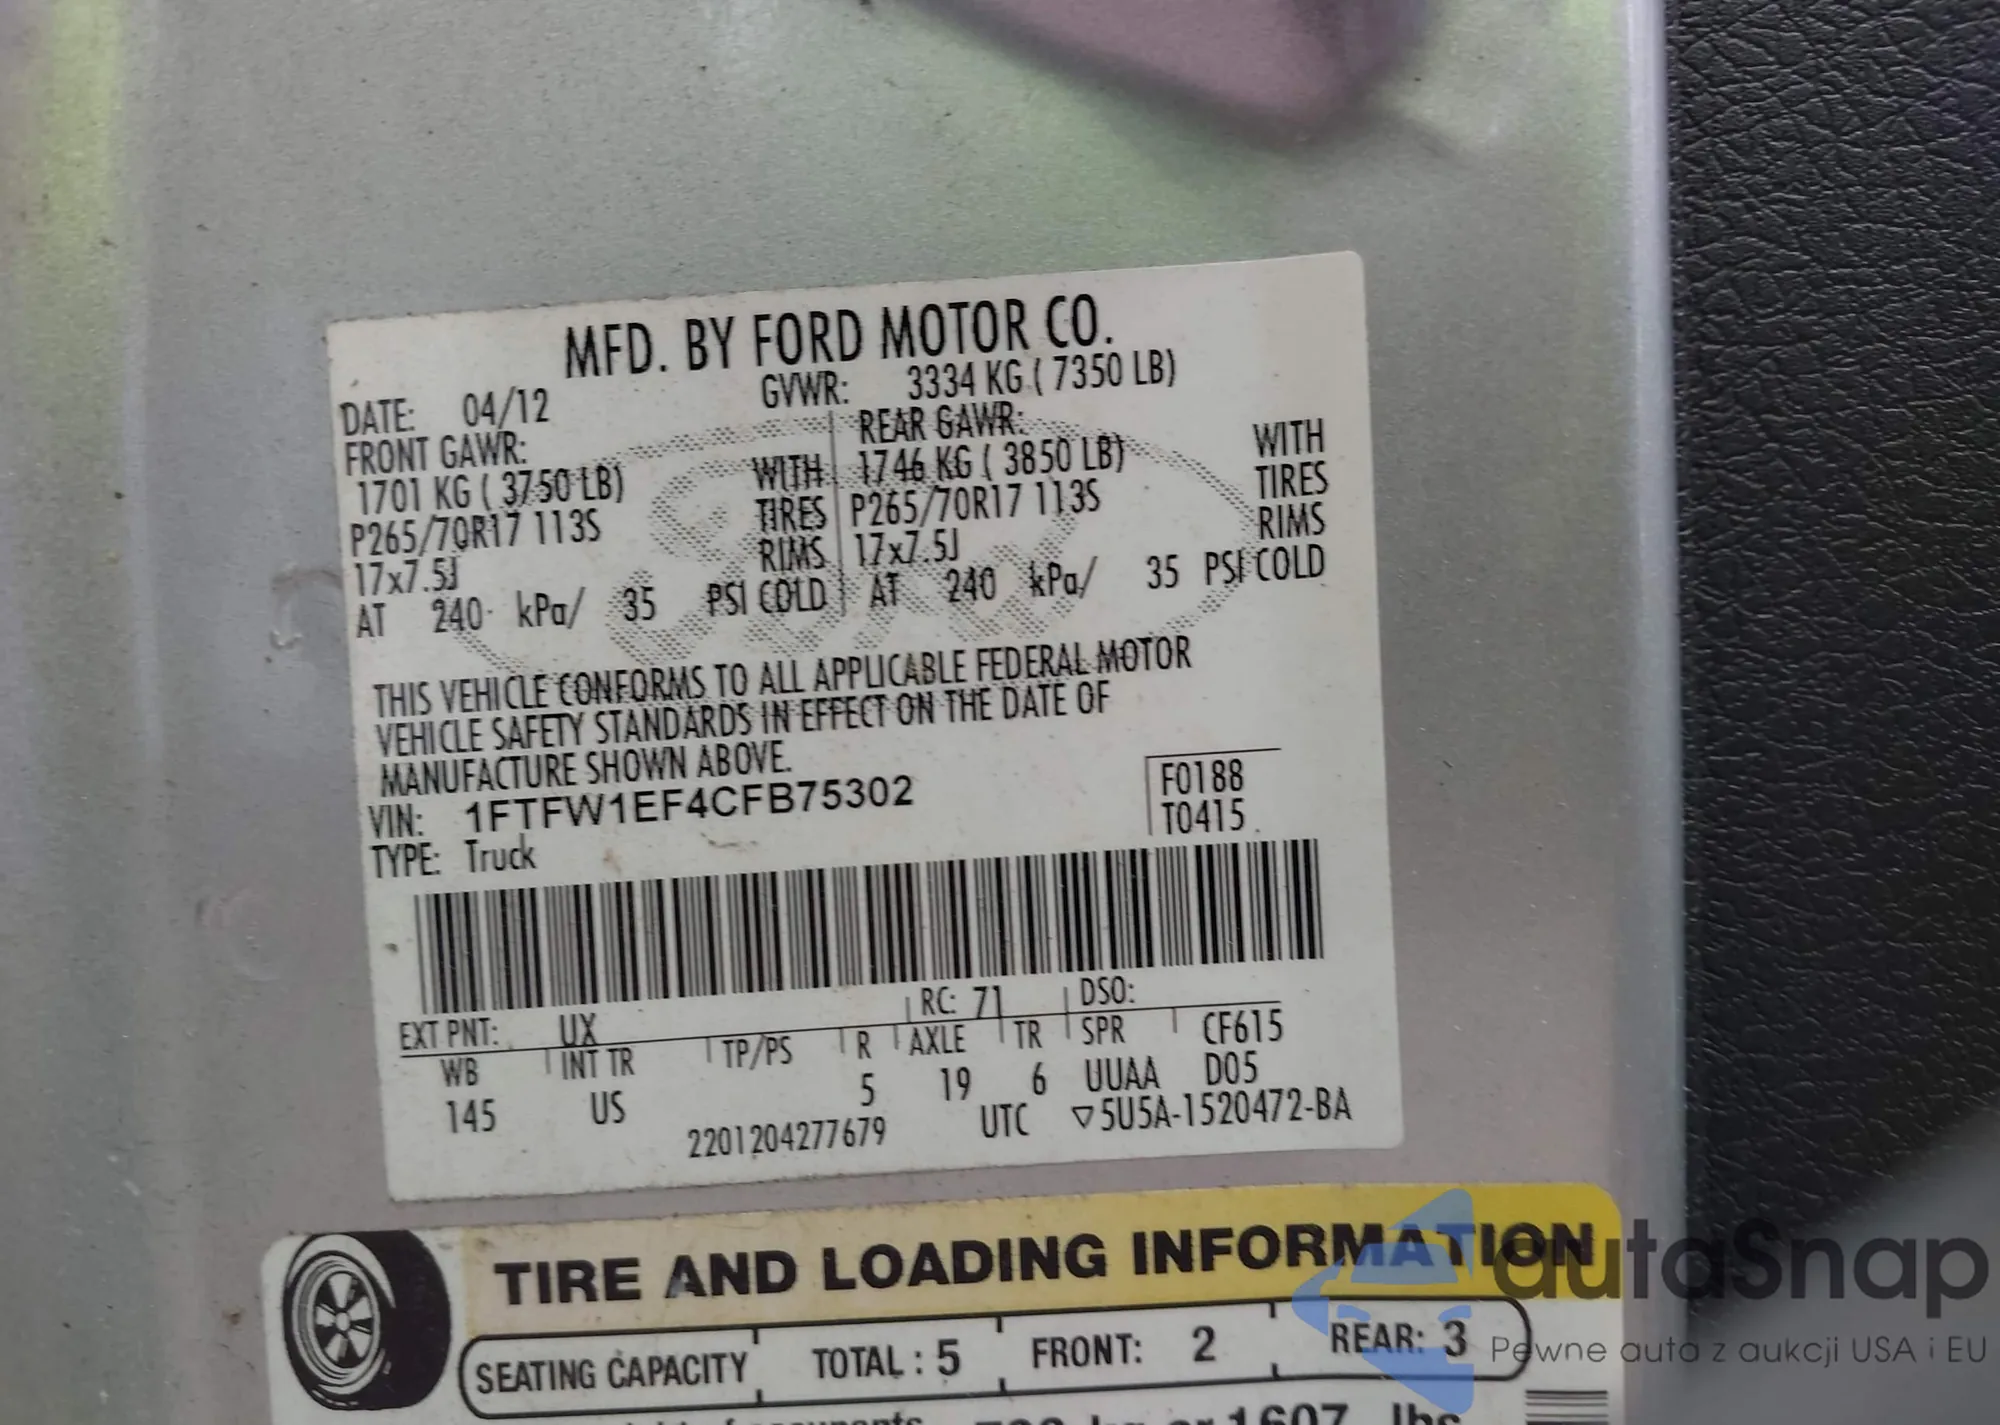 MFD. BY FORD MOTOR CO.
DATE: 04/12 GVWR: 3334 KG ( 7350 LB)
FRONT GAWR: REAR GAWR:
1701 KG ( 3750 LB) WITH 1746 KG ( 3850 LB) WITH
P265/70R17 113S TIRES P265/70R17 113S TIRES
17x7.5J RIMS 17x7.5J RIMS
AT 240 kPa/ 35 PSI COLD AT 240 kPa/ 35 PSI COLD
THIS VEHICLE CONFORMS TO ALL APPLICABLE FEDERAL MOTOR
VEHICLE SAFETY STANDARDS IN EFFECT ON THE DATE OF
MANUFACTURE SHOWN ABOVE.
VIN: 1FTFW1EF4CFB75302 F0188
TYPE: Truck T0415
EXT PNT: UX RC: 71 DSO:
WB INT TR TP/PS R AXLE TR SPR CF615
145 US 5 19 6 UUAA D05
2201204277679 UTC ▽5U5A-1520472-BA
TIRE AND LOADING INFORMATION
SEATING CAPACITY TOTAL : 5 FRONT: 2 REAR: 3
or 1607 lbs
autaSnap
Pewne auta z aukcji USA i EU